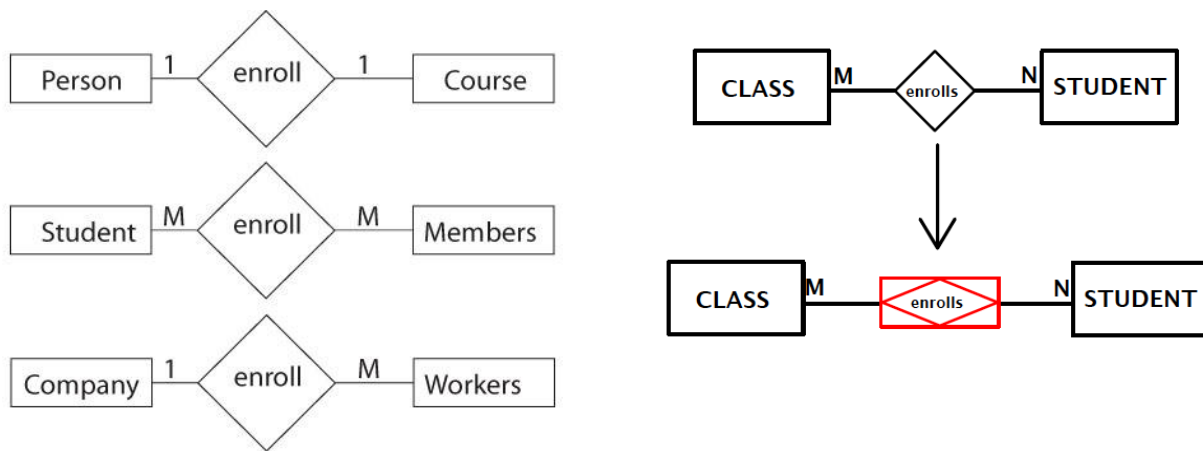 Person 1 enroll 1 Course
Student M enroll M Members
Company 1 enroll M Workers
CLASS M enrolls N STUDENT
CLASS M enrolls N STUDENT